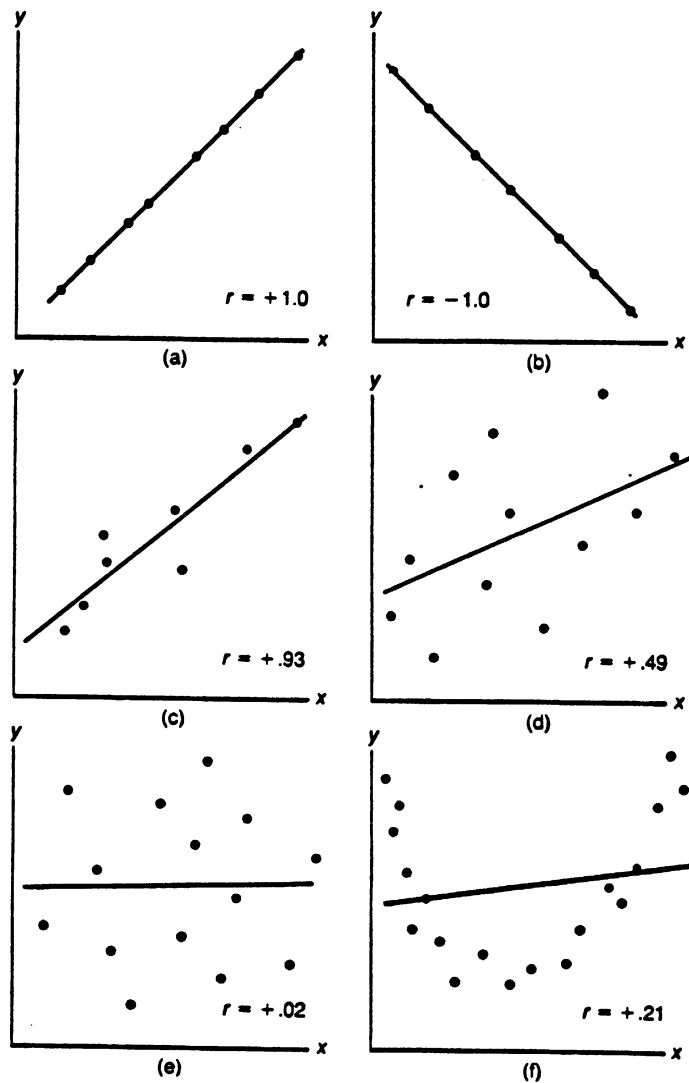 y
y
r = +1.0
r = −1.0
x
x
(a)
(b)
y
y
r = +.93
r = +.49
x
x
(c)
(d)
y
y
r = +.02
r = +.21
x
x
(e)
(f)